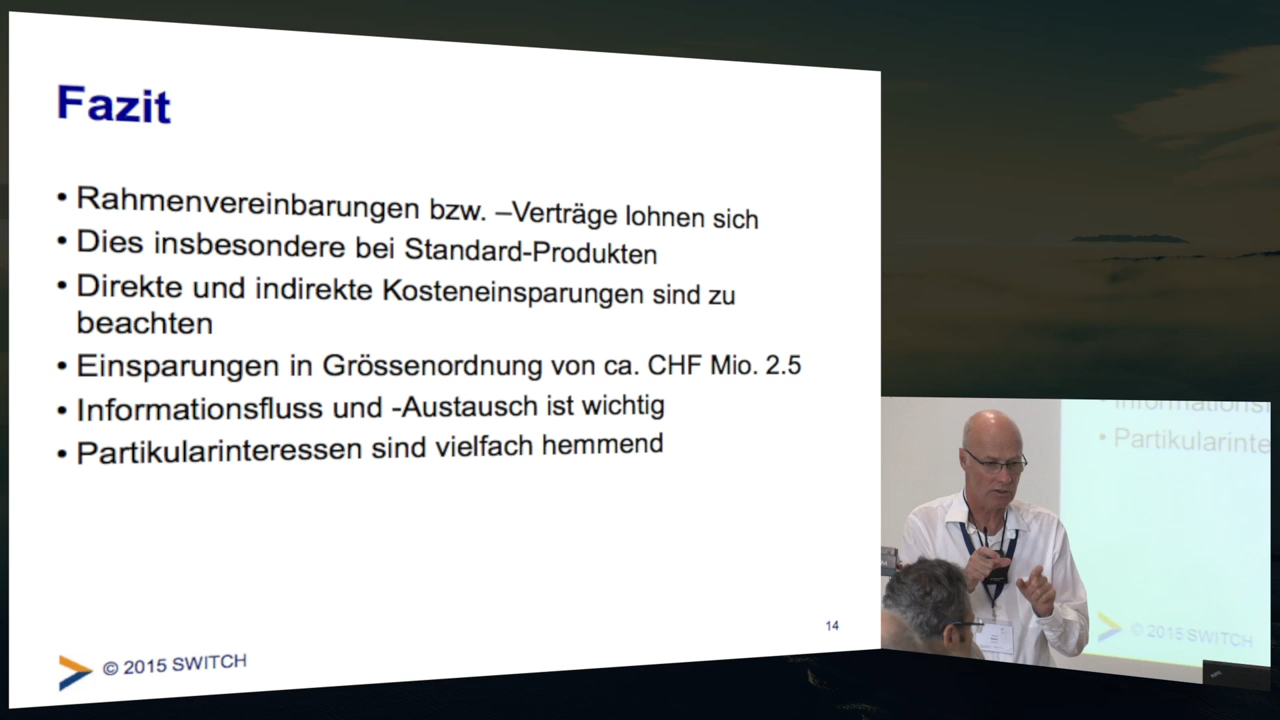 Fazit
• Rahmenvereinbarungen bzw. –Verträge lohnen sich
• Dies insbesondere bei Standard-Produkten
• Direkte und indirekte Kosteneinsparungen sind zu
beachten
• Einsparungen in Grössenordnung von ca. CHF Mio. 2.5
• Informationsfluss und -Austausch ist wichtig
• Partikularinteressen sind vielfach hemmend
14
© 2015 SWITCH
• Partikularinte
© 2015 SWITCH